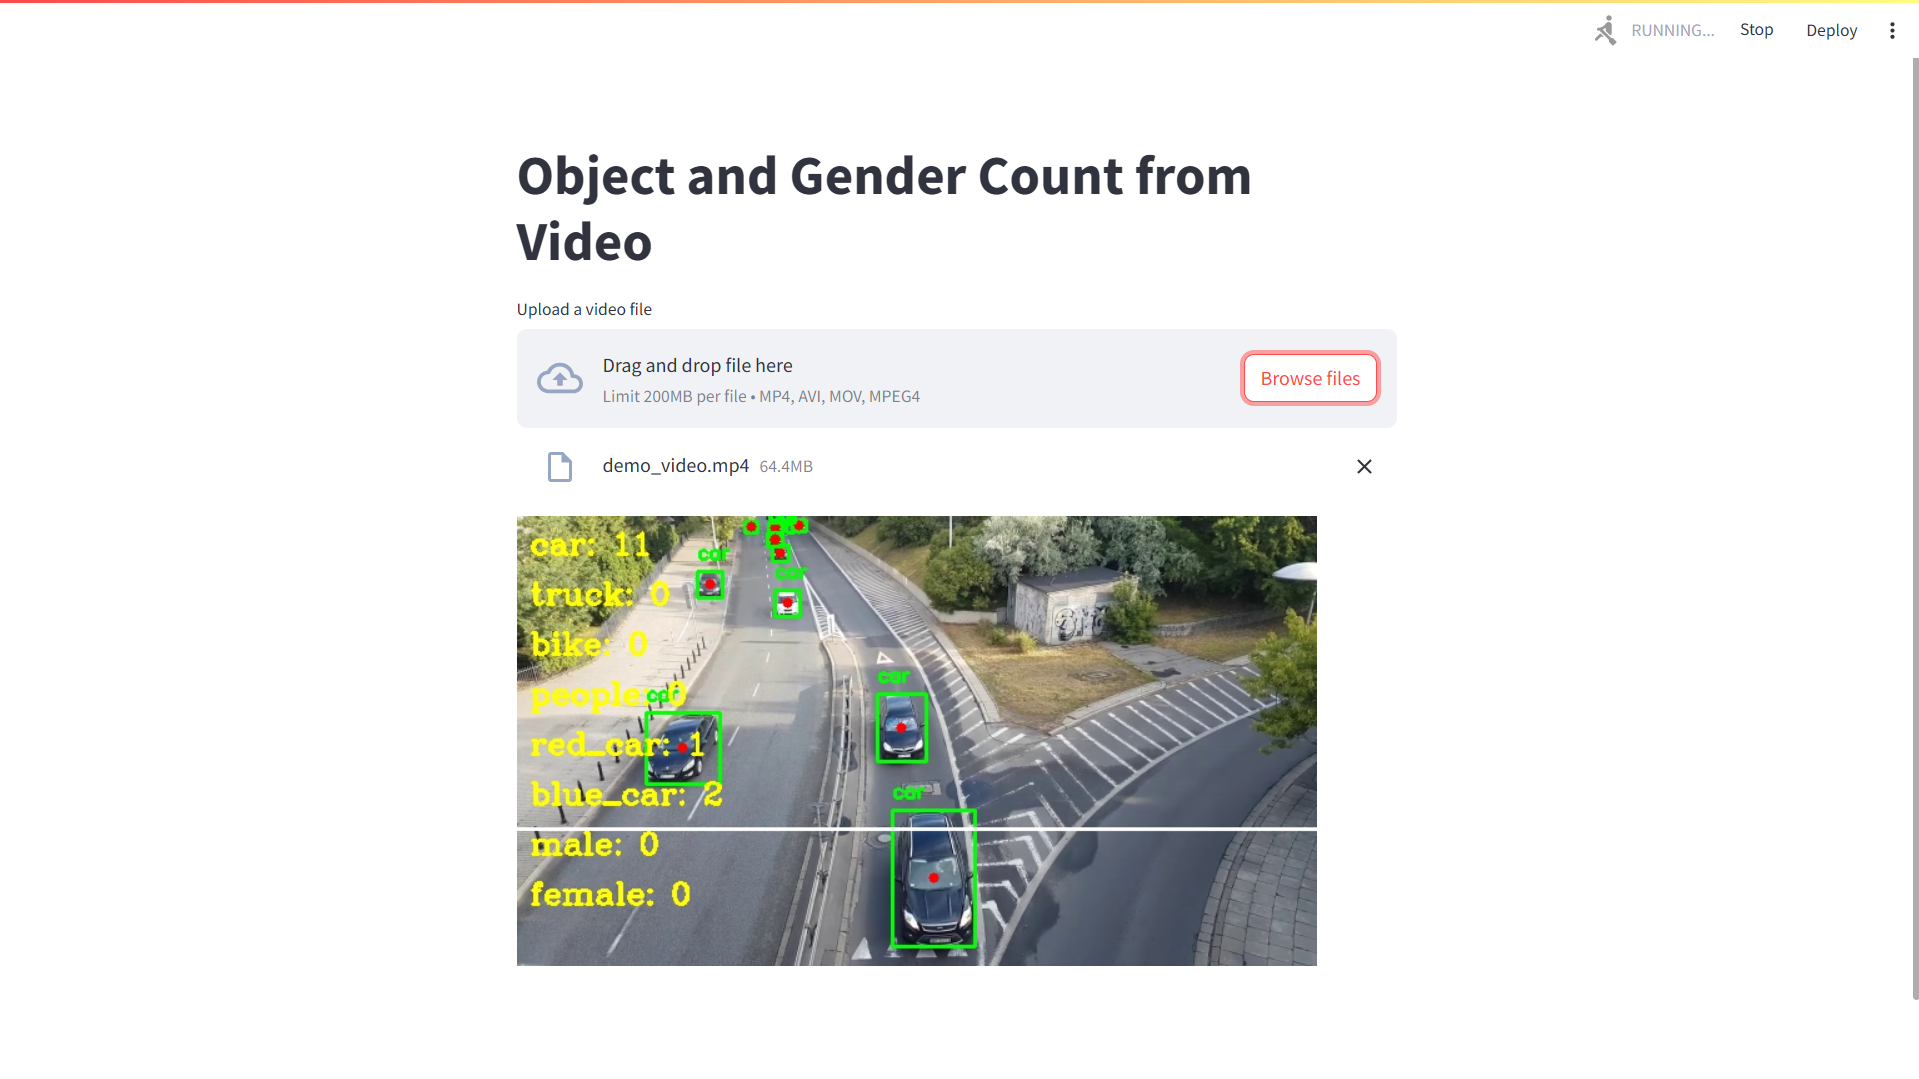 RUNNING...
Stop
Deploy
Object and Gender Count from
Video
Upload a video file
Drag and drop file here
Limit 200MB per file • MP4, AVI, MOV, MPEG4
Browse files
demo_video.mp4 64.4MB
car: 11
truck: 0
bike: 0
people: 0
red_car: 1
blue_car: 2
male: 0
female: 0
car
car
car
car
car